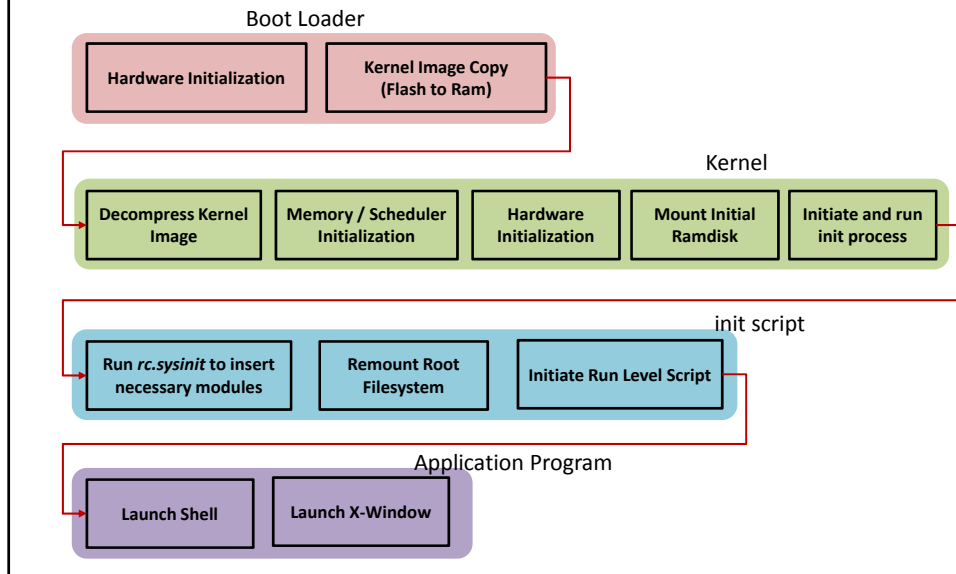 Boot Loader
Hardware Initialization
Kernel Image Copy
(Flash to Ram)
Kernel
Decompress Kernel
Image
Memory / Scheduler
Initialization
Hardware
Initialization
Mount Initial
Ramdisk
Initiate and run
init process
init script
Run rc.sysinit to insert
necessary modules
Remount Root
Filesystem
Initiate Run Level Script
Application Program
Launch Shell
Launch X-Window